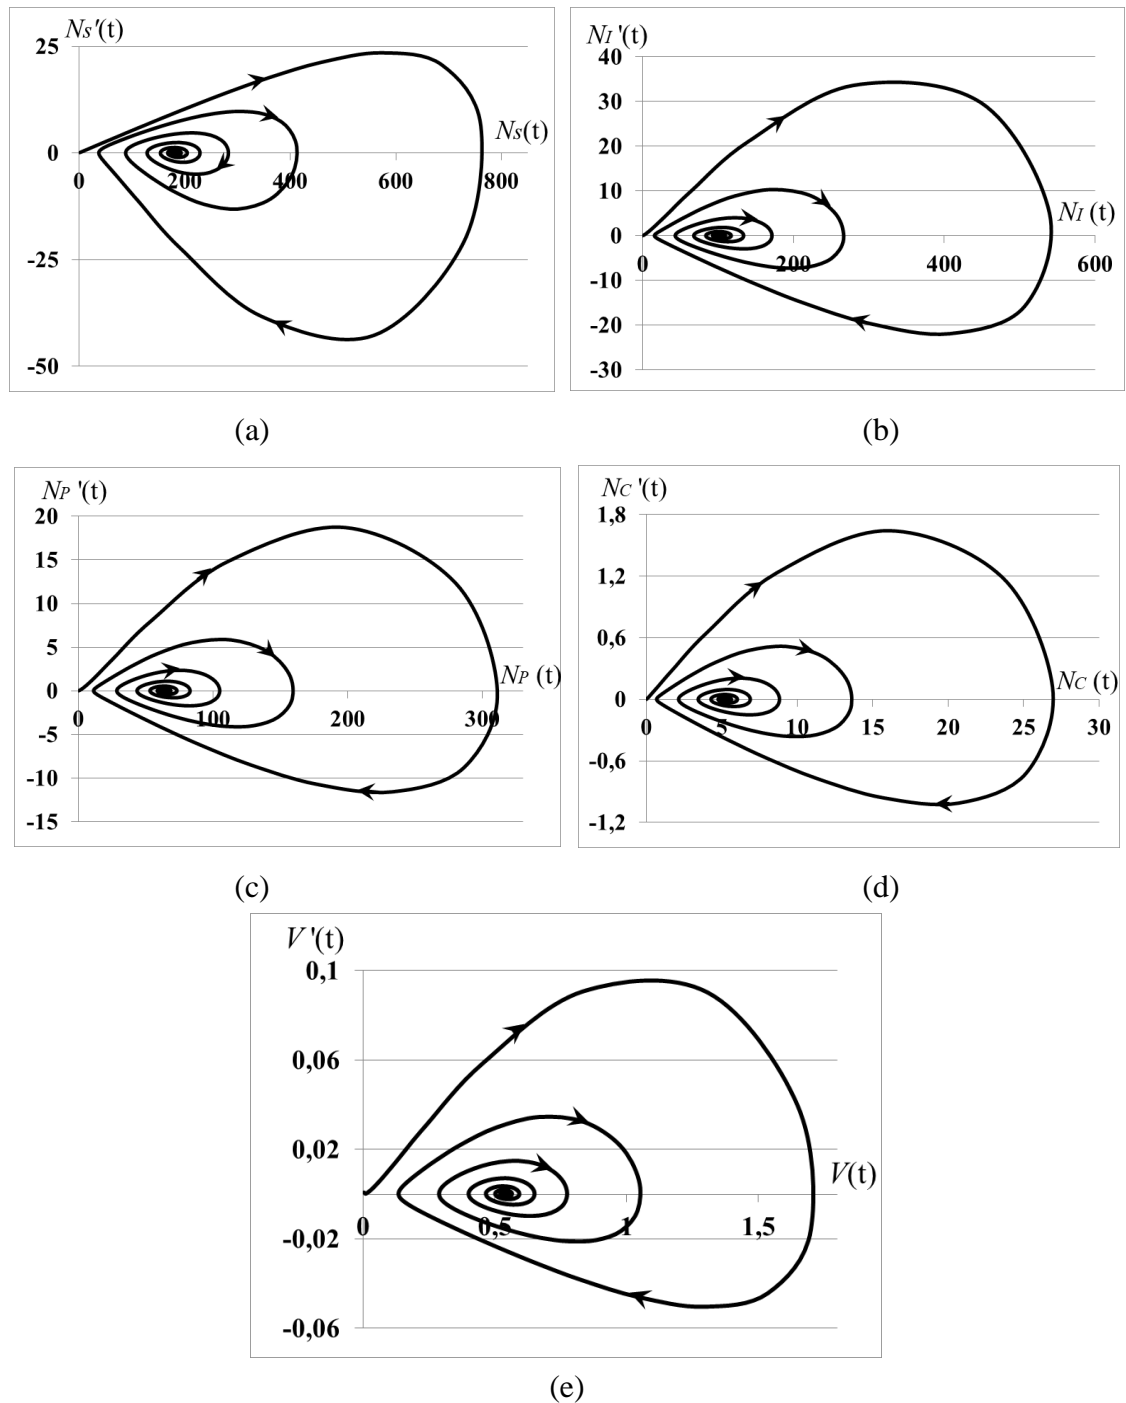 Ns'(t)
25
Ns(t)
0
0 200 400 600 800
-25
-50
(a)
NI '(t)
40
30
20
10
NI (t)
0
0 200 400 600
-10
-20
-30
(b)
NP '(t)
20
15
10
5
NP (t)
0
0 100 200 300
-5
-10
-15
(c)
NC '(t)
1,8
1,2
0,6
NC (t)
0
0 5 10 15 20 25 30
-0,6
-1,2
(d)
V '(t)
0,1
0,06
0,02
V(t)
0 0,5 1 1,5
-0,02
-0,06
(e)